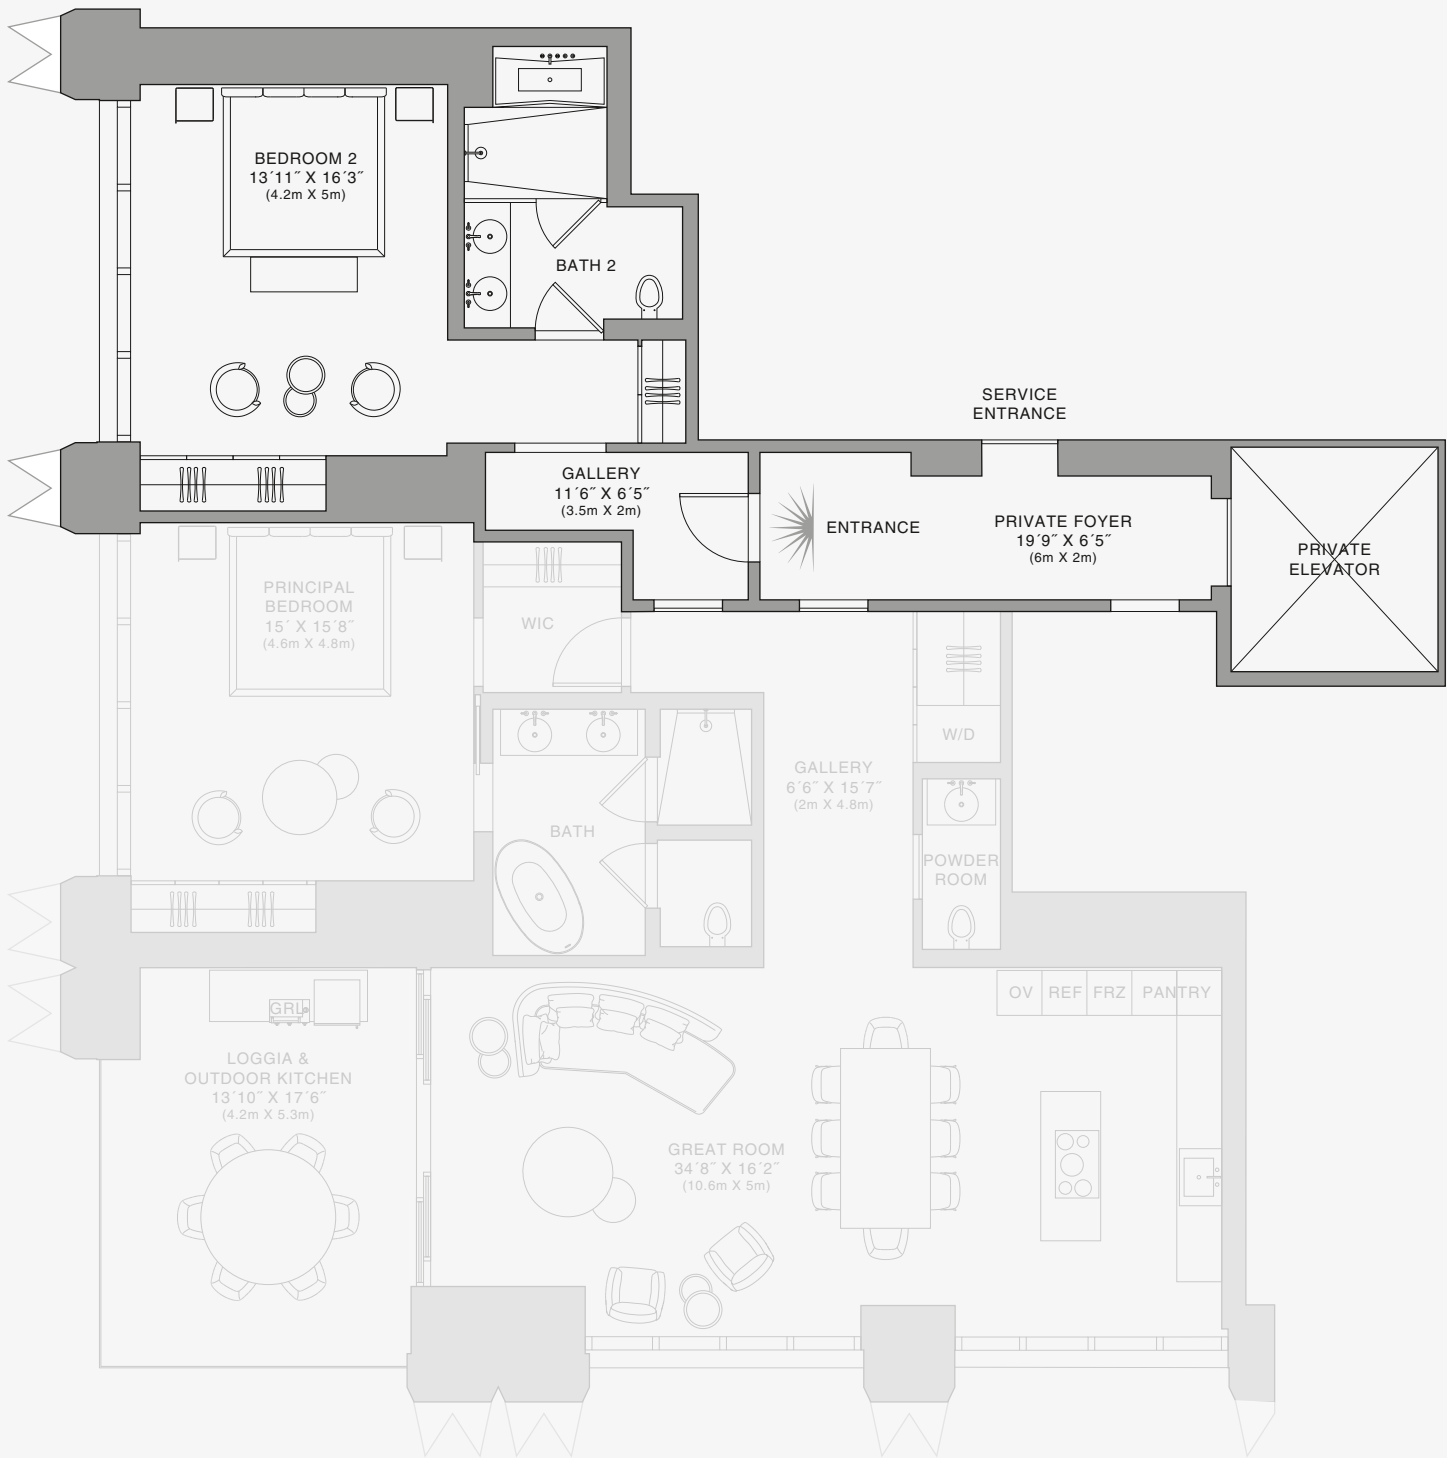 BEDROOM 2
13´11˝ X 16´3˝
(4.2m X 5m)
BATH 2
SERVICE
ENTRANCE
GALLERY
11´6˝ X 6´5˝
(3.5m X 2m)
ENTRANCE
PRIVATE FOYER
19´9˝ X 6´5˝
(6m X 2m)
PRIVATE
ELEVATOR
PRINCIPAL
BEDROOM
15´ X 15´8˝
(4.6m X 4.8m)
WIC
W/D
GALLERY
6´6˝ X 15´7˝
(2m X 4.8m)
BATH
POWDER
ROOM
OV REF FRZ PANTRY
GRL
LOGGIA &
OUTDOOR KITCHEN
13´10˝ X 17´6˝
(4.2m X 5.3m)
GREAT ROOM
34´8˝ X 16´2˝
(10.6m X 5m)